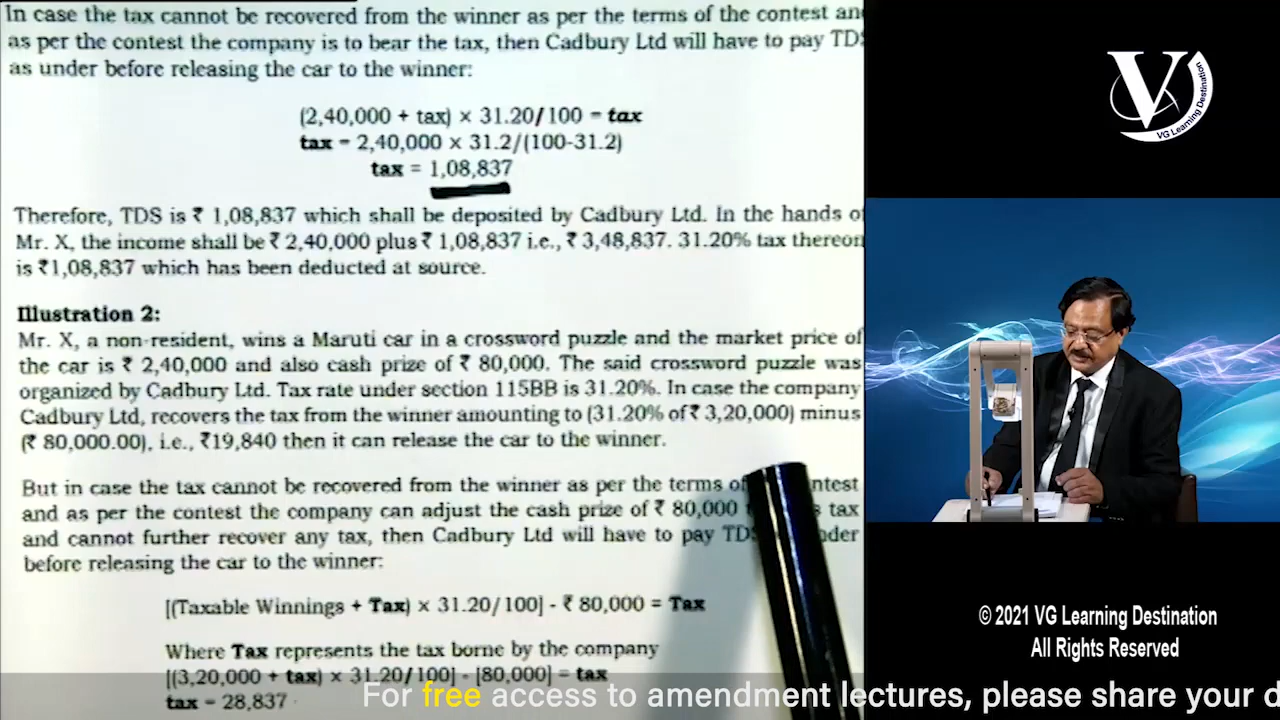 In case the tax cannot be recovered from the winner as per the terms of the contest an
as per the contest the company is to bear the tax, then Cadbury Ltd will have to pay TD
as under before releasing the car to the winner:
(2,40,000 + tax) × 31.20/100 = tax
tax = 2,40,000 × 31.2/(100-31.2)
tax = 1,08,837
Therefore, TDS is ₹ 1,08,837 which shall be deposited by Cadbury Ltd. In the hands of
Mr. X, the income shall be ₹ 2,40,000 plus ₹ 1,08,837 i.e., ₹ 3,48,837. 31.20% tax thereon
is ₹1,08,837 which has been deducted at source.
Illustration 2:
Mr. X, a non-resident, wins a Maruti car in a crossword puzzle and the market price of
the car is ₹ 2,40,000 and also cash prize of ₹ 80,000. The said crossword puzzle was
organized by Cadbury Ltd. Tax rate under section 115BB is 31.20%. In case the company
Cadbury Ltd, recovers the tax from the winner amounting to (31.20% of ₹ 3,20,000) minus
(₹ 80,000.00), i.e., ₹19,840 then it can release the car to the winner.
But in case the tax cannot be recovered from the winner as per the terms of ntest
and as per the contest the company can adjust the cash prize of ₹ 80,000 tax
and cannot further recover any tax, then Cadbury Ltd will have to pay TDS nder
before releasing the car to the winner:
[(Taxable Winnings + Tax) × 31.20/100] - ₹ 80,000 = Tax
Where Tax represents the tax borne by the company
[(3,20,000 + tax) × 31.20/100] - [80,000] = tax
tax = 28,837
V
VG Learning Destination
© 2021 VG Learning Destination
All Rights Reserved
For free access to amendment lectures, please share your d